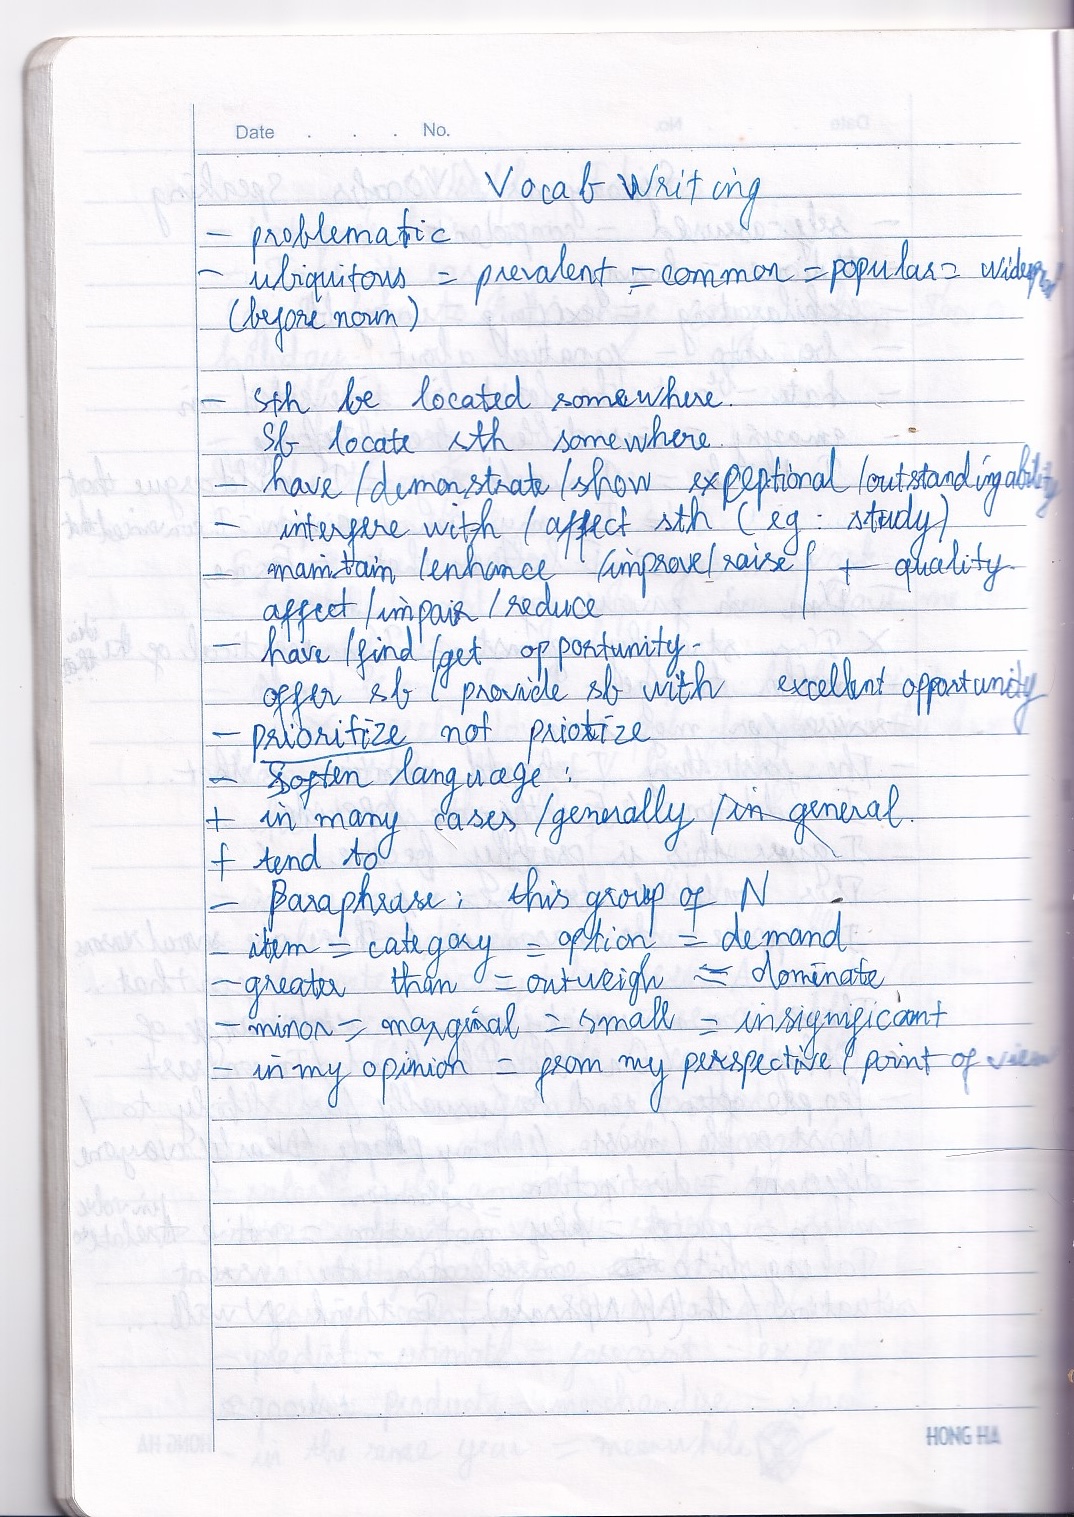 Date . . . No.
Vocab Writing
- problematic
- ubiquitous = prevalent = common = popular =
(before noun)
- sth be located somewhere.
sb locate sth somewhere.
- have / demonstrate / show exceptional / outstanding ability
- interfere with / affect sth (eg: study)
- maintain / enhance / improve / raise | + quality
affect / impair / reduce
- have / find / get opportunity.
offer sb / provide sb with excellent opportunity
- prioritize not priotize
- Soften language:
+ in many cases / generally / in general.
+ tend to
- Paraphrase: this group of N
- item = category = option = demand
- greater than = outweigh = dominate
- minor = marginal = small = insignificant
- in my opinion = from my perspective / point of view
HONG HA